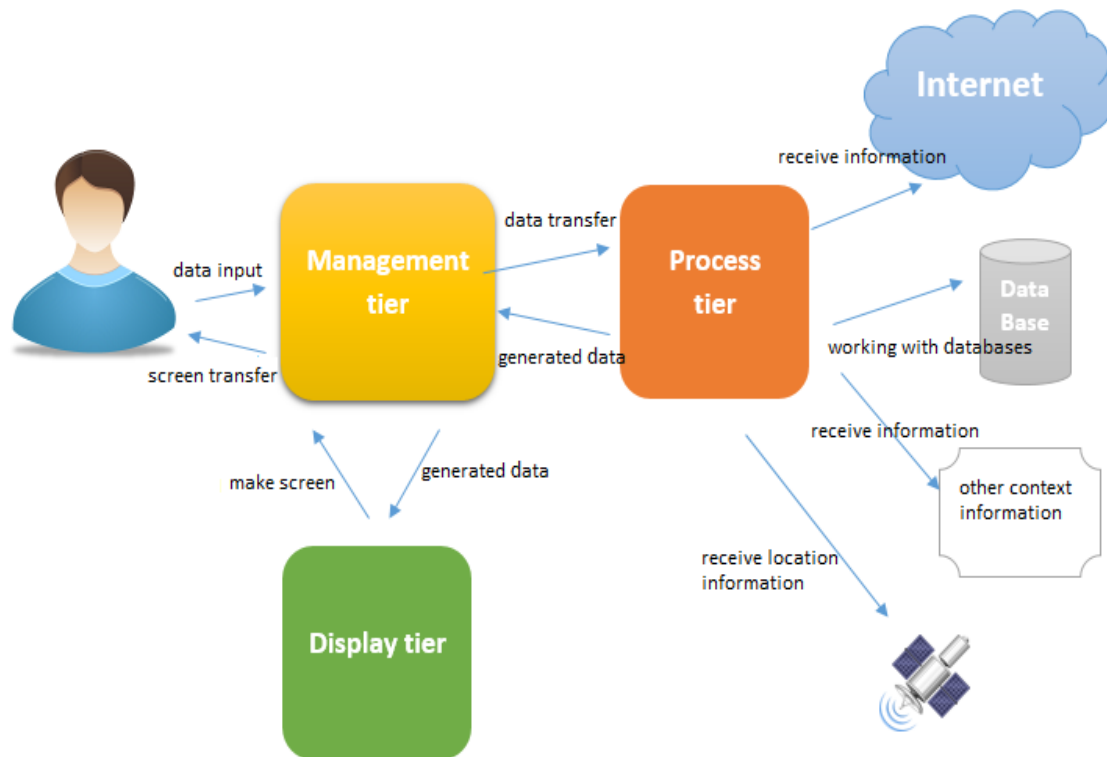 Internet
receive information
data transfer
Management
tier
Process
tier
data input
Data
Base
generated data
working with databases
screen transfer
receive information
make screen
generated data
other context
information
receive location
information
Display tier